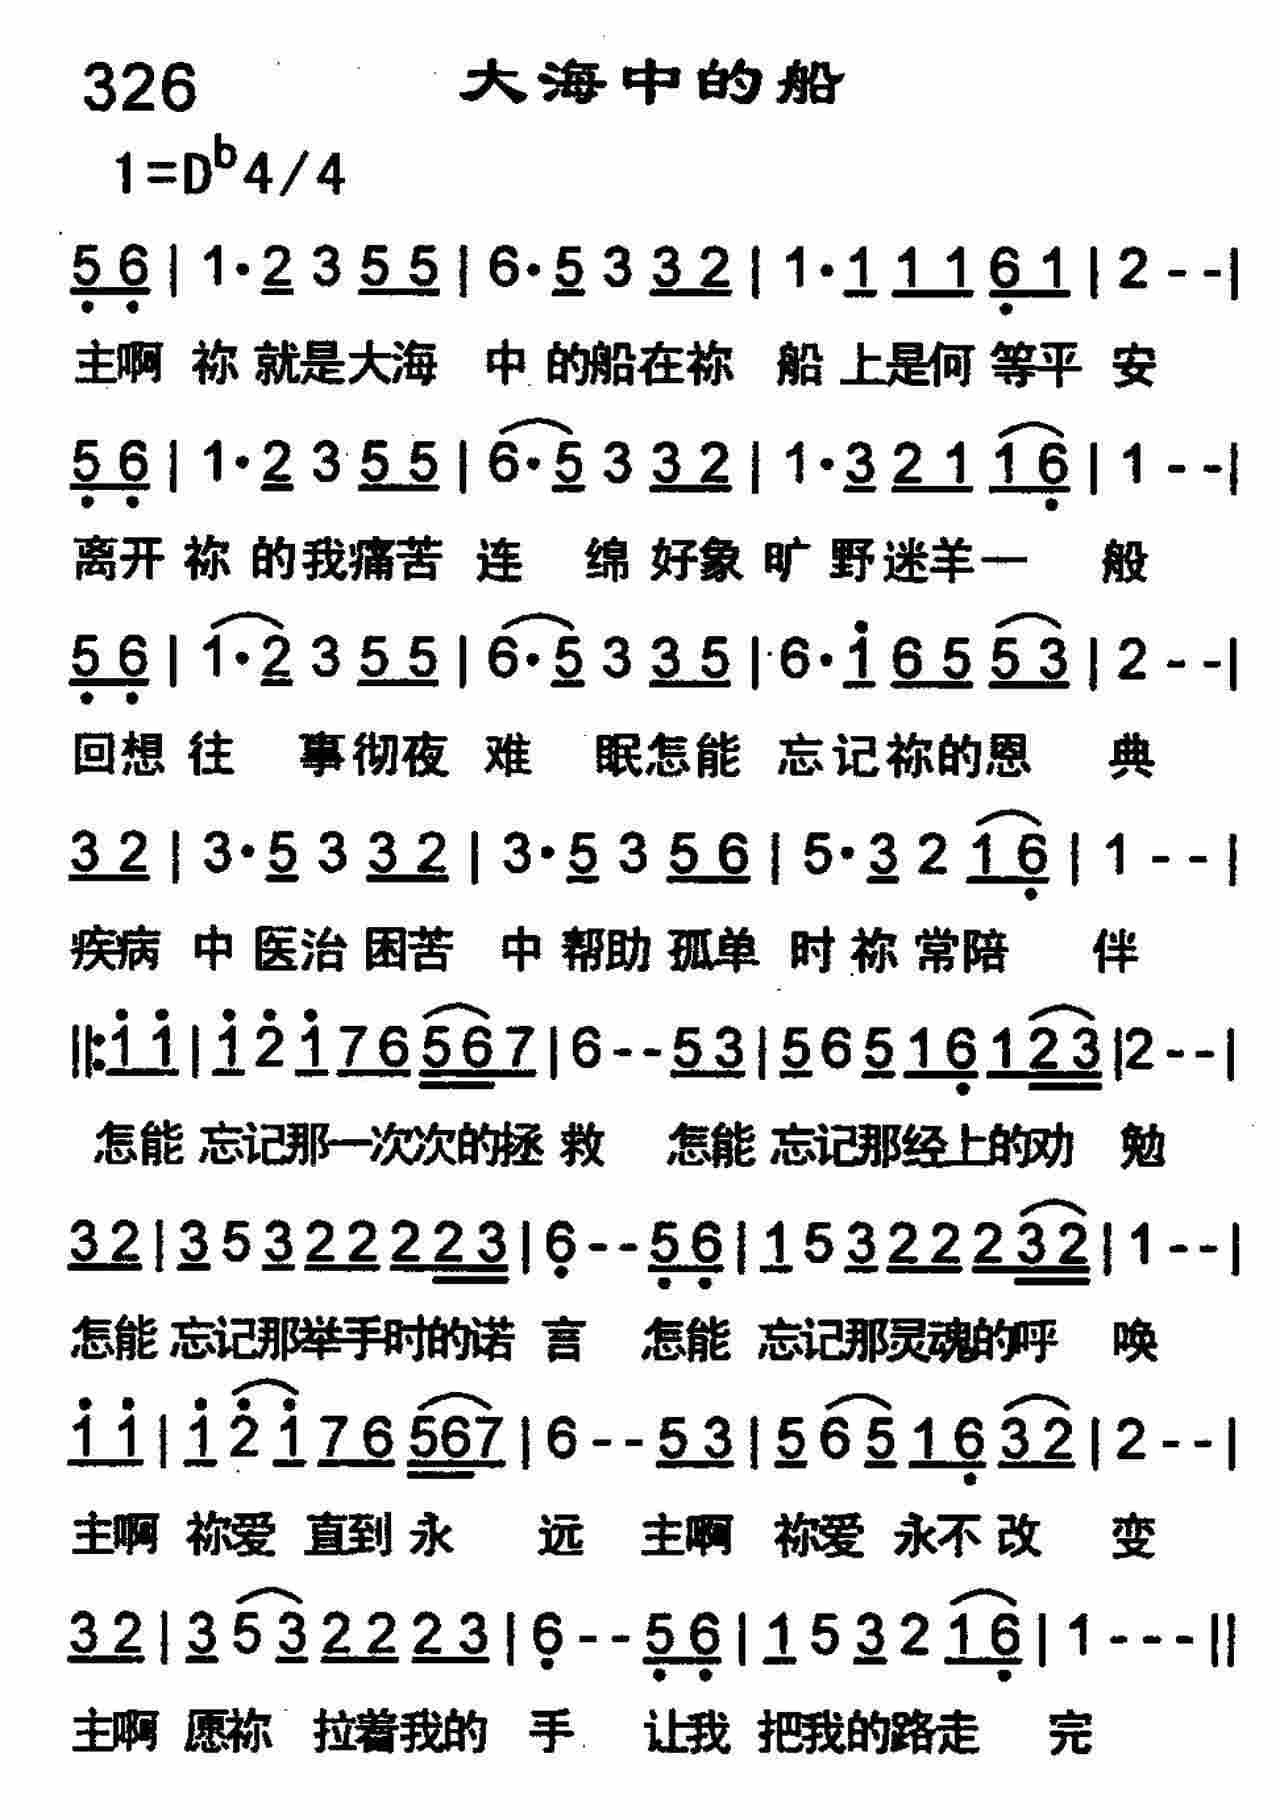 326 大海中的船
1=Dᵇ4/4
5̣ 6̣ | 1· 2 3 5 5 | 6· 5 3 3 2 | 1· 1 1 1 6̣ 1 | 2 - - |
主啊 祢 就是大海 中 的船在祢 船 上是何 等平 安
5̣ 6̣ | 1· 2 3 5 5 | 6· 5 3 3 2 | 1· 3 2 1 1 6̣ | 1 - - |
离开 祢 的我痛苦 连 绵 好象 旷 野迷羊一 般
5̣ 6̣ | 1· 2 3 5 5 | 6· 5 3 3 5 | 6· 1̇ 6 5 5 3 | 2 - - |
回想 往 事彻夜 难 眠怎能 忘记祢的恩 典
3 2 | 3· 5 3 3 2 | 3· 5 3 5 6 | 5· 3 2 1 6̣ | 1 - - |
疾病 中 医治 困苦 中 帮助 孤单 时 祢 常陪 伴
‖: 1̇ 1̇ | 1̇ 2̇ 1̇ 7 6 5 6 7 | 6 - - 5 3 | 5 6 5 1 6̣ 1 2 3 | 2 - - |
怎能 忘记那一次次的拯 救 怎能 忘记那经上的劝 勉
3 2 | 3 5 3 2 2 2 2 3 | 6̣ - - 5̣ 6̣ | 1 5 3 2 2 2 3 2 | 1 - - |
怎能 忘记那举手时的诺 言 怎能 忘记那灵魂的呼 唤
1̇ 1̇ | 1̇ 2̇ 1̇ 7 6 5 6 7 | 6 - - 5 3 | 5 6 5 1 6̣ 3 2 | 2 - - |
主啊 祢爱 直到 永 远 主啊 祢爱 永不 改 变
3 2 | 3 5 3 2 2 2 3 | 6̣ - - 5̣ 6̣ | 1 5 3 2 1 6̣ | 1 - - - ‖
主啊 愿祢 拉着我的 手 让我 把我的路走 完